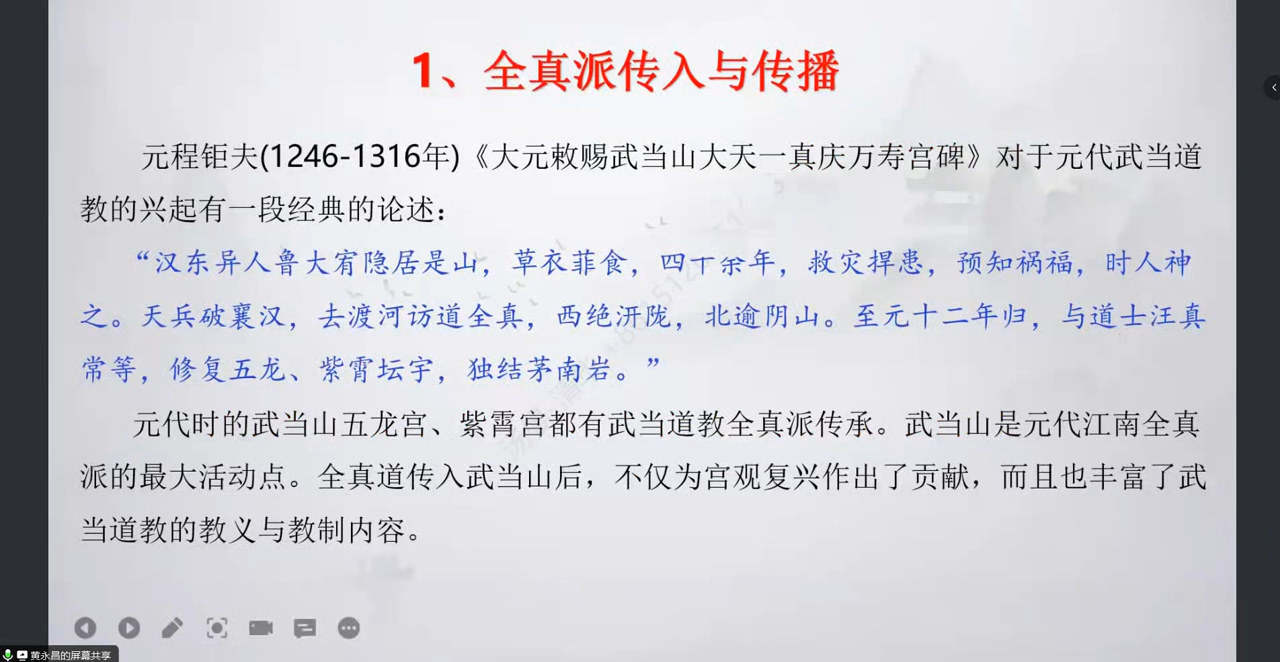 1、全真派传入与传播
元程钜夫(1246-1316年)《大元敕赐武当山大天一真庆万寿宫碑》对于元代武当道
教的兴起有一段经典的论述：
“汉东异人鲁大宥隐居是山，草衣菲食，四十余年，救灾捍患，预知祸福，时人神
之。天兵破襄汉，去渡河访道全真，西绝汧陇，北逾阴山。至元十二年归，与道士汪真
常等，修复五龙、紫霄坛宇，独结茅南岩。”
元代时的武当山五龙宫、紫霄宫都有武当道教全真派传承。武当山是元代江南全真
派的最大活动点。全真道传入武当山后，不仅为宫观复兴作出了贡献，而且也丰富了武
当道教的教义与教制内容。
黄永昌的屏幕共享